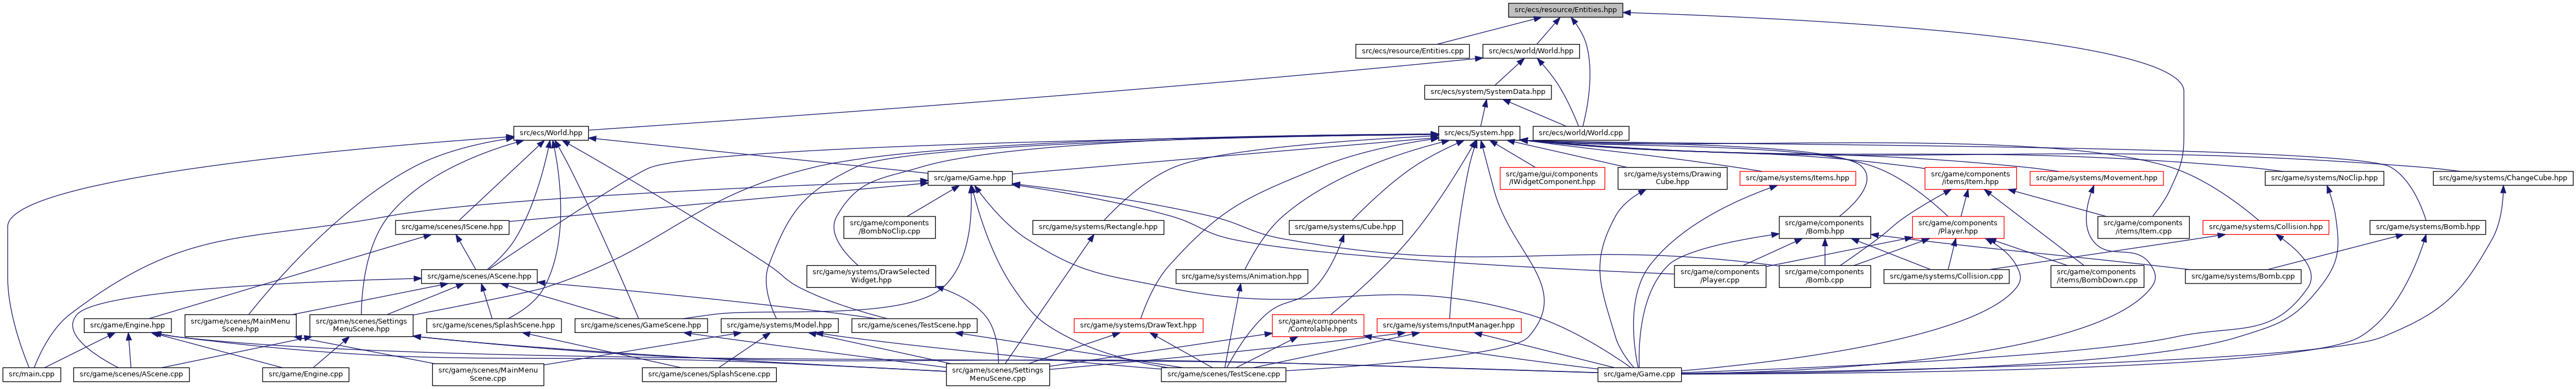 src/ecs/resource/Entities.hpp
src/ecs/resource/Entities.cpp
src/ecs/world/World.hpp
src/ecs/system/SystemData.hpp
src/ecs/World.hpp
src/ecs/System.hpp
src/ecs/world/World.cpp
src/game/Game.hpp
src/game/gui/components
/IWidgetComponent.hpp
src/game/systems/Drawing
Cube.hpp
src/game/systems/Items.hpp
src/game/components
/items/Item.hpp
src/game/systems/Movement.hpp
src/game/systems/NoClip.hpp
src/game/systems/ChangeCube.hpp
src/game/scenes/IScene.hpp
src/game/components
/BombNoClip.cpp
src/game/systems/Rectangle.hpp
src/game/systems/Cube.hpp
src/game/components
/Bomb.hpp
src/game/components
/Player.hpp
src/game/components
/items/Item.cpp
src/game/systems/Collision.hpp
src/game/systems/Bomb.hpp
src/game/scenes/AScene.hpp
src/game/systems/DrawSelected
Widget.hpp
src/game/systems/Animation.hpp
src/game/components
/Player.cpp
src/game/components
/Bomb.cpp
src/game/systems/Collision.cpp
src/game/components
/items/BombDown.cpp
src/game/systems/Bomb.cpp
src/game/Engine.hpp
src/game/scenes/MainMenu
Scene.hpp
src/game/scenes/Settings
MenuScene.hpp
src/game/scenes/SplashScene.hpp
src/game/scenes/GameScene.hpp
src/game/systems/Model.hpp
src/game/scenes/TestScene.hpp
src/game/systems/DrawText.hpp
src/game/components
/Controlable.hpp
src/game/systems/InputManager.hpp
src/main.cpp
src/game/scenes/AScene.cpp
src/game/Engine.cpp
src/game/scenes/MainMenu
Scene.cpp
src/game/scenes/SplashScene.cpp
src/game/scenes/Settings
MenuScene.cpp
src/game/scenes/TestScene.cpp
src/game/Game.cpp